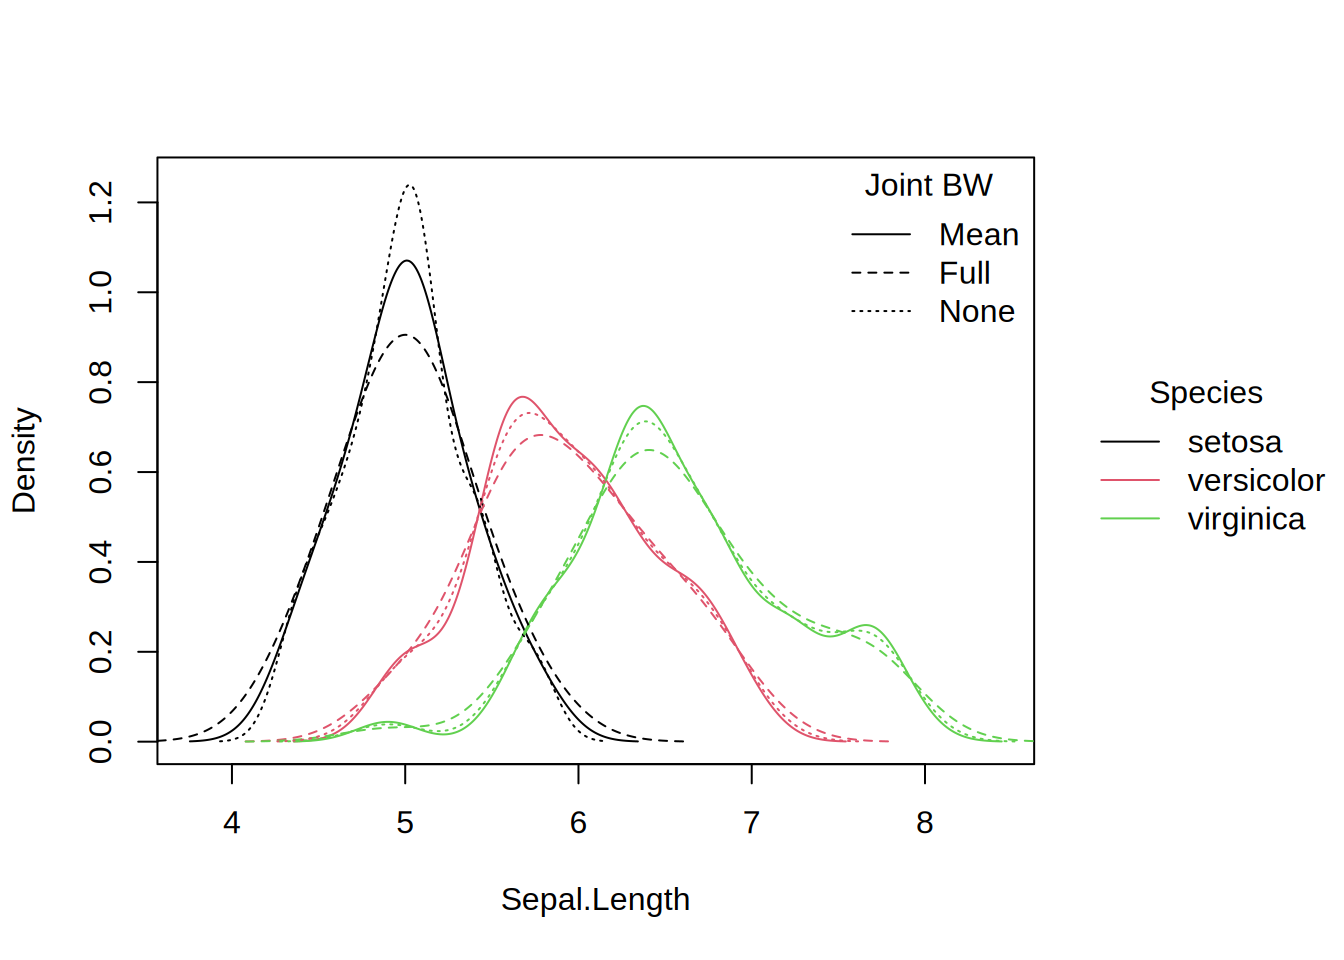 Joint BW
Mean
Full
None
Species
setosa
versicolor
virginica
Density
0.0
0.2
0.4
0.6
0.8
1.0
1.2
4 5 6 7 8
Sepal.Length